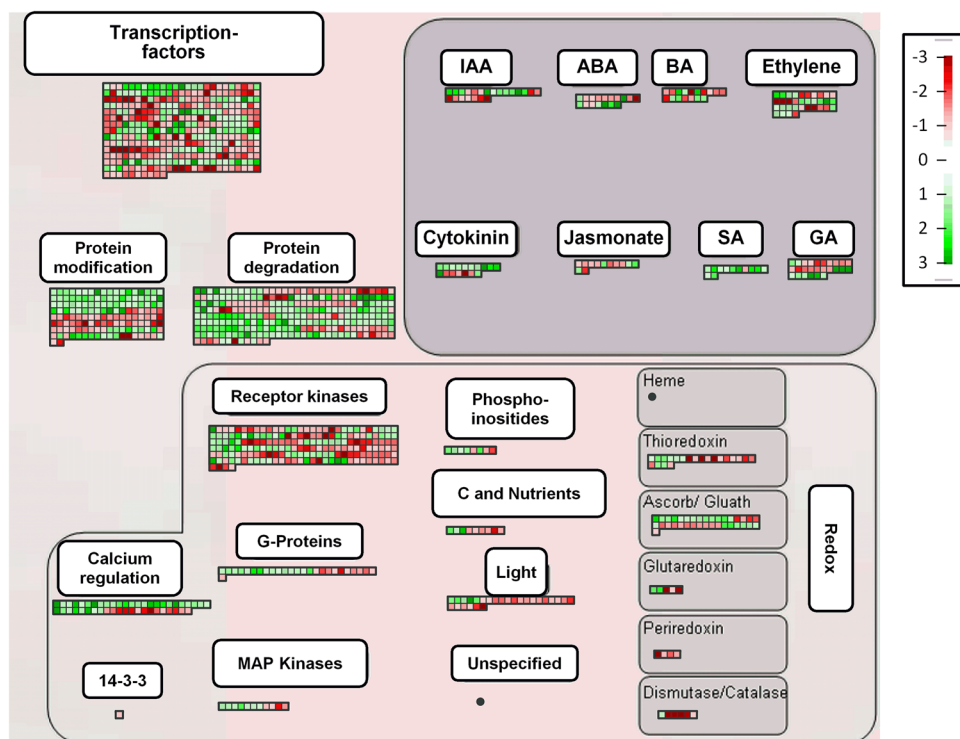 Transcription-
factors
IAA
ABA
BA
Ethylene
-3
-2
-1
0
1
2
3
Cytokinin
Jasmonate
SA
GA
Protein
modification
Protein
degradation
Receptor kinases
Phospho-
inositides
Heme
Thioredoxin
C and Nutrients
Ascorb/ Gluath
Redox
G-Proteins
Calcium
regulation
Light
Glutaredoxin
Periredoxin
MAP Kinases
Unspecified
14-3-3
Dismutase/Catalase